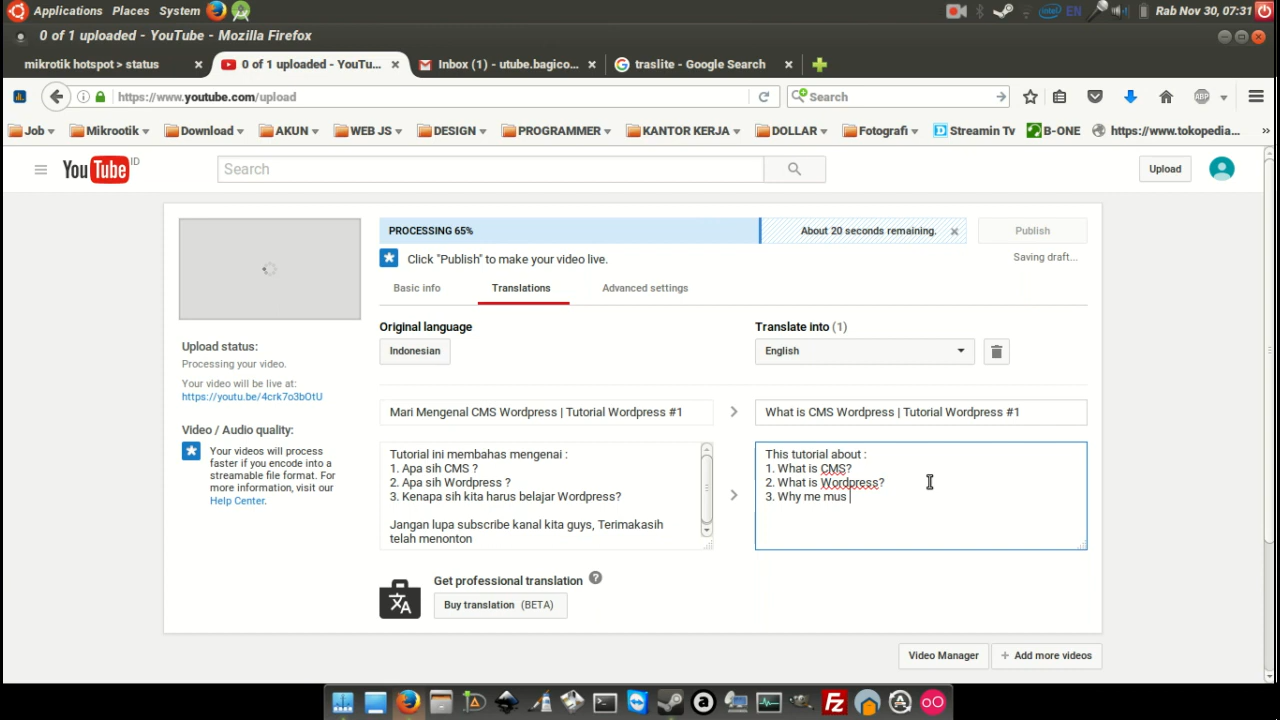 Applications Places System
EN
Rab Nov 30, 07:31
0 of 1 uploaded - YouTube - Mozilla Firefox
mikrotik hotspot > status
0 of 1 uploaded - YouTu...
Inbox (1) - utube.bagico...
traslite - Google Search
https://www.youtube.com/upload
Search
ABP
Job
Mikrootik
Download
AKUN
WEB JS
DESIGN
PROGRAMMER
KANTOR KERJA
DOLLAR
Fotografi
Streamin Tv
B-ONE
https://www.tokopedia...
YouTube ID
Search
Upload
PROCESSING 65%
About 20 seconds remaining.
Publish
Click "Publish" to make your video live.
Saving draft...
Basic info
Translations
Advanced settings
Upload status:
Processing your video.
Your video will be live at:
https://youtu.be/4crk7o3bOtU
Video / Audio quality:
Your videos will process
faster if you encode into a
streamable file format. For
more information, visit our
Help Center.
Original language
Indonesian
Translate into (1)
English
Mari Mengenal CMS Wordpress | Tutorial Wordpress #1
What is CMS Wordpress | Tutorial Wordpress #1
Tutorial ini membahas mengenai :
1. Apa sih CMS ?
2. Apa sih Wordpress ?
3. Kenapa sih kita harus belajar Wordpress?
Jangan lupa subscribe kanal kita guys, Terimakasih
telah menonton
This tutorial about :
1. What is CMS?
2. What is Wordpress?
3. Why me mus
Get professional translation ?
Buy translation (BETA)
Video Manager
+ Add more videos